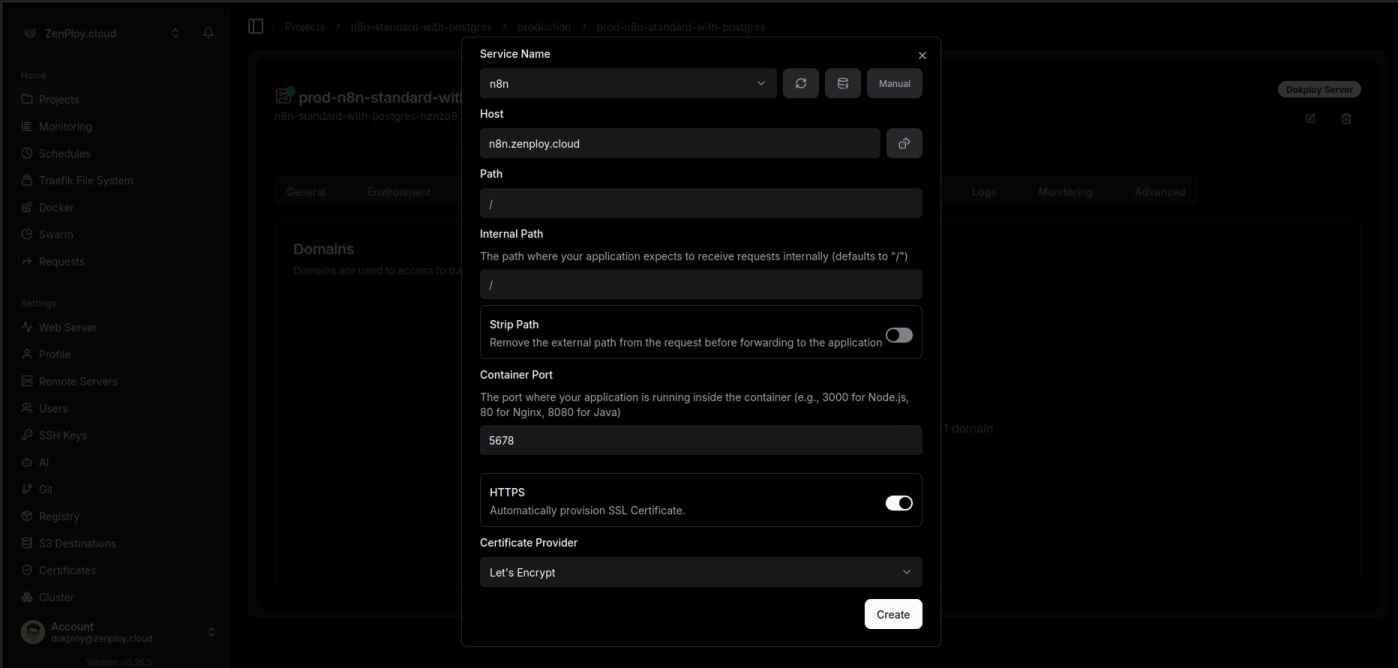 ZenPloy.cloud
Projects > n8n-standard-with-postgres > production > prod-n8n-standard-with-postgres
Home
Projects
Monitoring
Schedules
Traefik File System
Docker
Swarm
Requests
Settings
Web Server
Profile
Remote Servers
Users
SSH Keys
AI
Git
Registry
S3 Destinations
Certificates
Cluster
Account
dokploy@zenploy.cloud
prod-n8n-standard-wit
n8n-standard-with-postgres-nznzq9
Dokploy Server
General Environment Logs Monitoring Advanced
Domains
Domains are used to access to the
1 domain
Service Name
n8n
Manual
Host
n8n.zenploy.cloud
Path
/
Internal Path
The path where your application expects to receive requests internally (defaults to "/")
/
Strip Path
Remove the external path from the request before forwarding to the application
Container Port
The port where your application is running inside the container (e.g., 3000 for Node.js,
80 for Nginx, 8080 for Java)
5678
HTTPS
Automatically provision SSL Certificate.
Certificate Provider
Let's Encrypt
Create